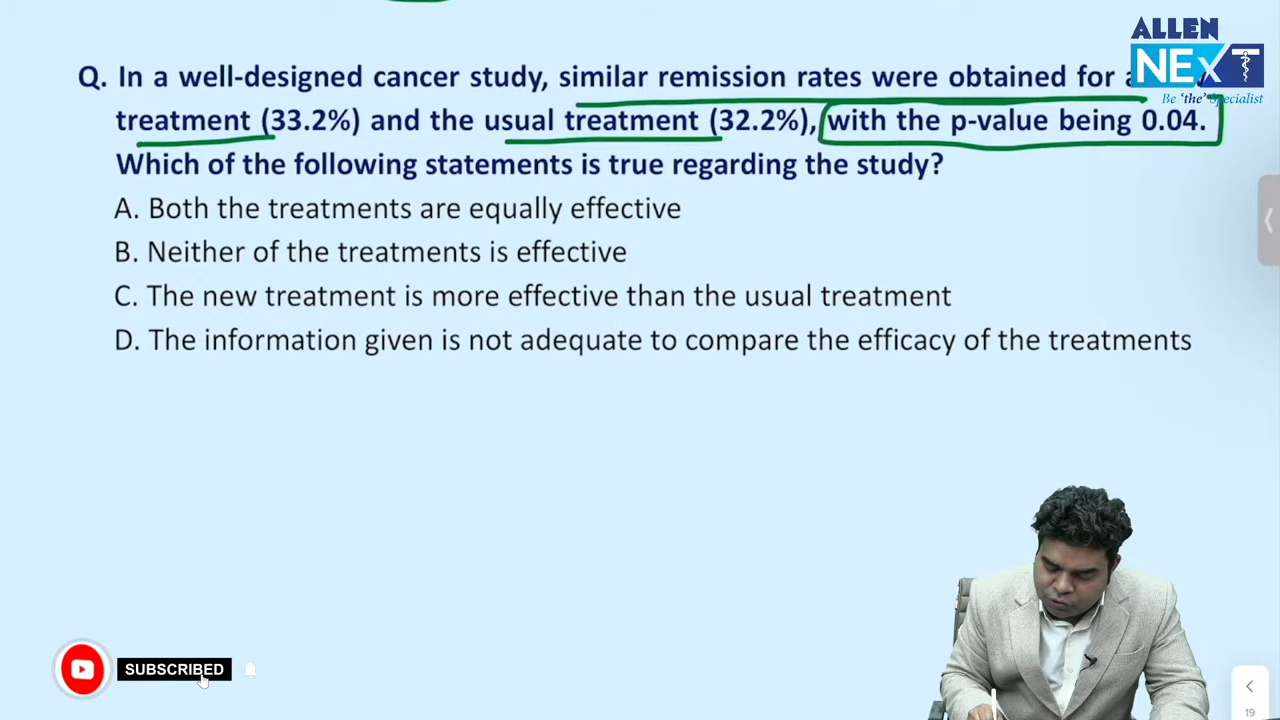 ALLEN
NEXT
Be 'the' Specialist
Q. In a well-designed cancer study, similar remission rates were obtained for a
treatment (33.2%) and the usual treatment (32.2%), with the p-value being 0.04.
Which of the following statements is true regarding the study?
A. Both the treatments are equally effective
B. Neither of the treatments is effective
C. The new treatment is more effective than the usual treatment
D. The information given is not adequate to compare the efficacy of the treatments
SUBSCRIBED
19